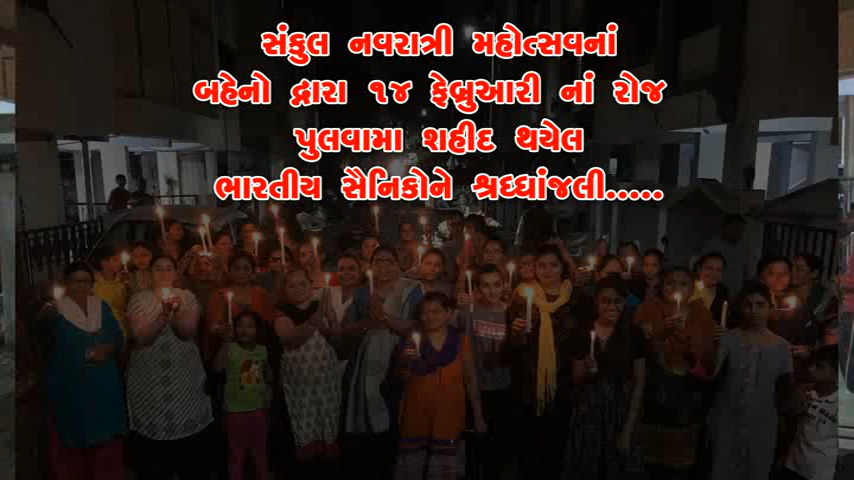 સંકુલ નવરાત્રી મહોત્સવનાં
બહેનો દ્વારા ૧૪ ફેબ્રુઆરી નાં રોજ
પુલવામા શહીદ થયેલ
ભારતીય સૈનિકોને શ્રધ્ધાંજલી.....